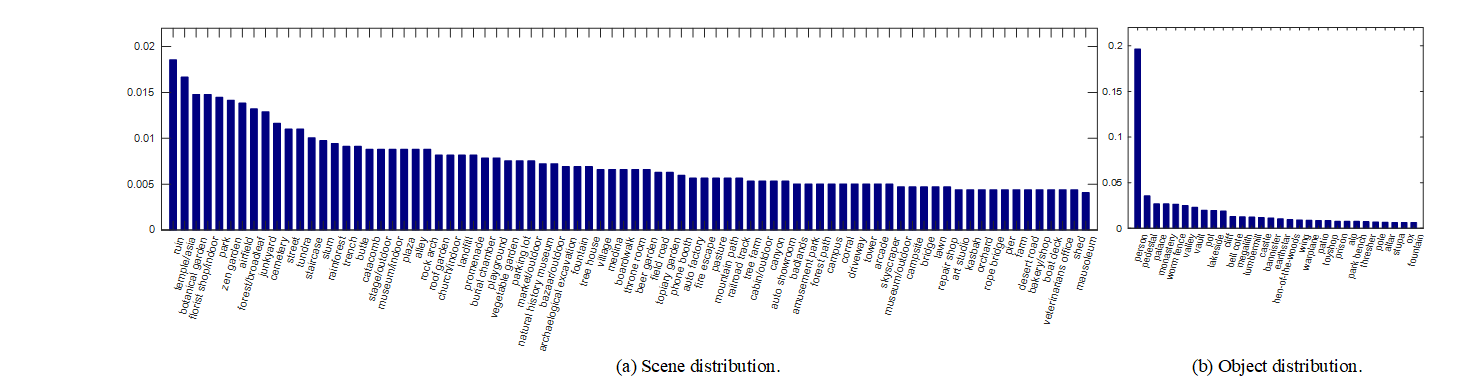 0.02
0.015
0.01
0.005
0
ruin
temple/asia
botanical garden
florist shop/indoor
park
zen garden
airfield
forest/broadleaf
junkyard
cemetery
street
tundra
staircase
slum
rainforest
trench
butte
catacomb
stage/outdoor
museum/indoor
plaza
alley
rock arch
roof garden
church/indoor
landfill
promenade
burial chamber
playground
vegetable garden
parking lot
market/outdoor
natural history museum
bazaar/outdoor
archaelogical excavation
fountain
tree house
village
medina
boardwalk
throne room
beer garden
field road
topiary garden
phone booth
auto factory
fire escape
pasture
mountain path
railroad track
tree farm
cabin/outdoor
canyon
auto showroom
badlands
amusement park
forest path
campus
corral
driveway
tower
arcade
skyscraper
museum/outdoor
campsite
bridge
lawn
repair shop
art studio
kasbah
orchard
rope bridge
pier
farm
desert road
bakery/shop
boat deck
veterinarians office
shed
mausoleum
(a) Scene distribution.
0.2
0.15
0.1
0.05
0
person
pedestal
palace
monastery
worm fence
valley
vault
pot
lakeside
cliff
bell cote
megalith
lumbermill
castle
bannister
earthstar
hen-of-the-woods
wing
warplane
patio
toyshop
prison
alp
park bench
thresher
pole
altar
stupa
ox
fountain
(b) Object distribution.